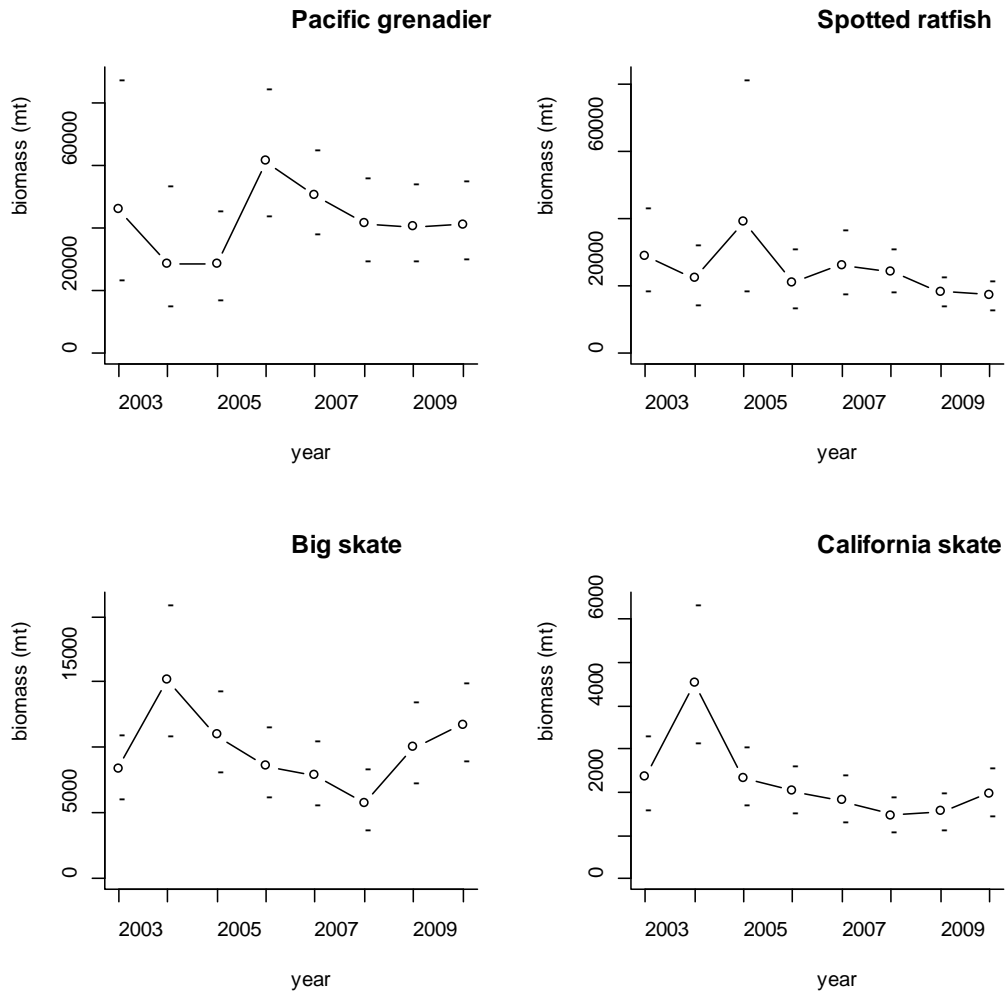 Pacific grenadier
biomass (mt)
0 20000 60000
2003 2005 2007 2009
year
Spotted ratfish
biomass (mt)
0 20000 60000
2003 2005 2007 2009
year
Big skate
biomass (mt)
0 5000 15000
2003 2005 2007 2009
year
California skate
biomass (mt)
0 2000 4000 6000
2003 2005 2007 2009
year